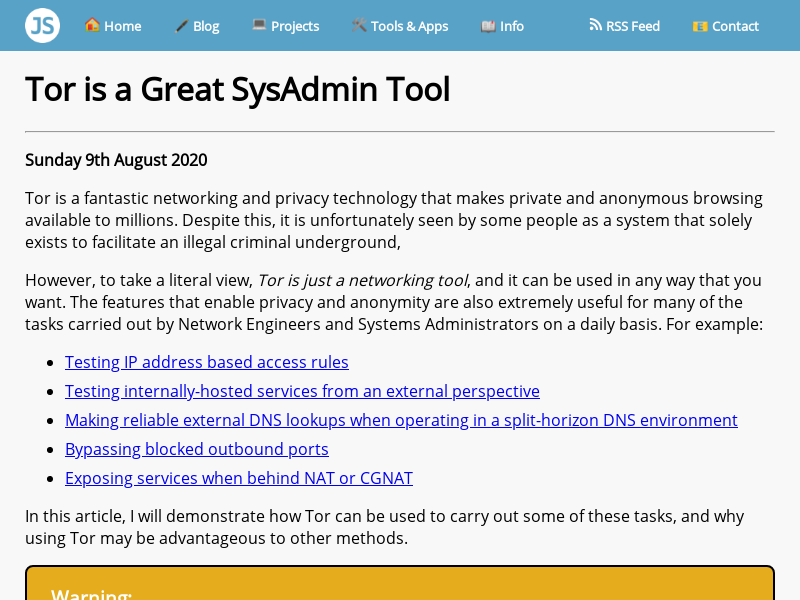 JS Home Blog Projects Tools & Apps Info RSS Feed Contact
Tor is a Great SysAdmin Tool
Sunday 9th August 2020
Tor is a fantastic networking and privacy technology that makes private and anonymous browsing
available to millions. Despite this, it is unfortunately seen by some people as a system that solely
exists to facilitate an illegal criminal underground,
However, to take a literal view, Tor is just a networking tool, and it can be used in any way that you
want. The features that enable privacy and anonymity are also extremely useful for many of the
tasks carried out by Network Engineers and Systems Administrators on a daily basis. For example:
Testing IP address based access rules
Testing internally-hosted services from an external perspective
Making reliable external DNS lookups when operating in a split-horizon DNS environment
Bypassing blocked outbound ports
Exposing services when behind NAT or CGNAT
In this article, I will demonstrate how Tor can be used to carry out some of these tasks, and why
using Tor may be advantageous to other methods.
Warning: